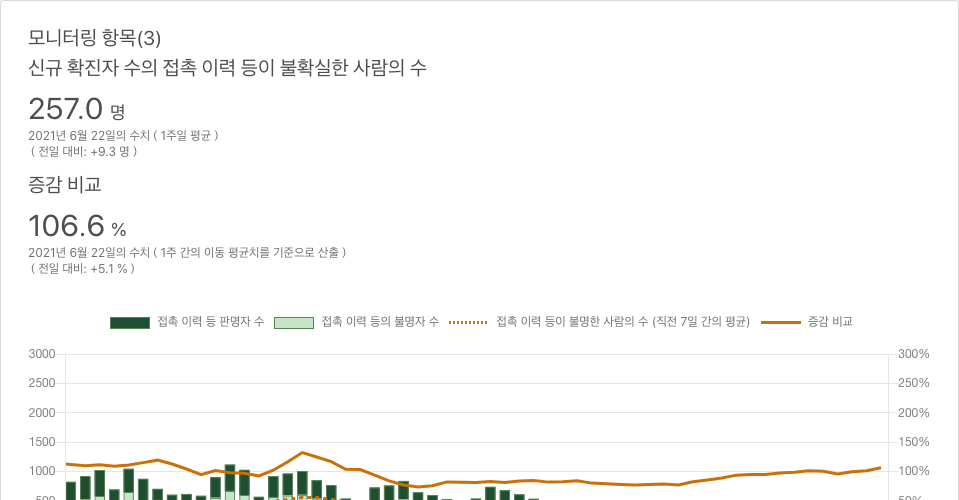 모니터링 항목(3)
신규 확진자 수의 접촉 이력 등이 불확실한 사람의 수
257.0 명
2021년 6월 22일의 수치 ( 1주일 평균 )
( 전일 대비: +9.3 명 )
증감 비교
106.6 %
2021년 6월 22일의 수치 ( 1주 간의 이동 평균치를 기준으로 산출 )
( 전일 대비: +5.1 % )
접촉 이력 등 판명자 수 접촉 이력 등의 불명자 수 접촉 이력 등이 불명한 사람의 수 (직전 7일 간의 평균) 증감 비교
3000 300%
2500 250%
2000 200%
1500 150%
1000 100%